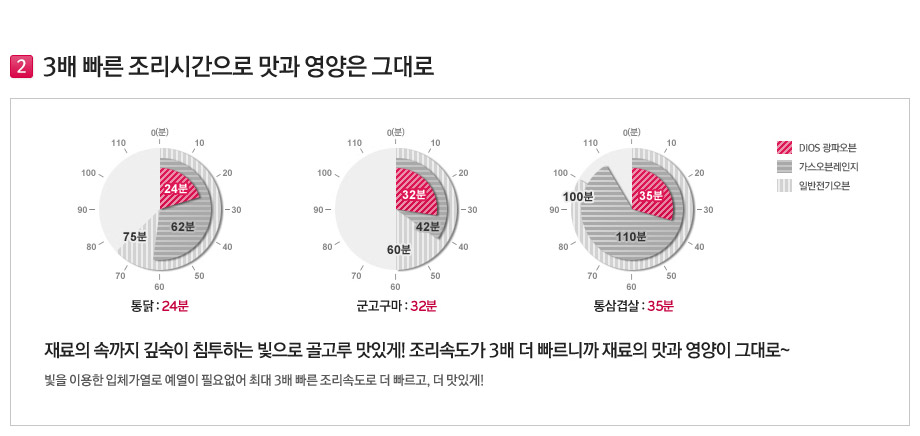 2 3배 빠른 조리시간으로 맛과 영양은 그대로
0(분)
10
20
30
40
50
60
70
80
90
100
110
24분
62분
75분
통닭 : 24분
0(분)
10
20
30
40
50
60
70
80
90
100
110
32분
42분
60분
군고구마 : 32분
0(분)
10
20
30
40
50
60
70
80
90
100
110
35분
100분
110분
통삼겹살 : 35분
DIOS 광파오븐
가스오븐레인지
일반전기오븐
재료의 속까지 깊숙이 침투하는 빛으로 골고루 맛있게! 조리속도가 3배 더 빠르니까 재료의 맛과 영양이 그대로~
빛을 이용한 입체가열로 예열이 필요없어 최대 3배 빠른 조리속도로 더 빠르고, 더 맛있게!